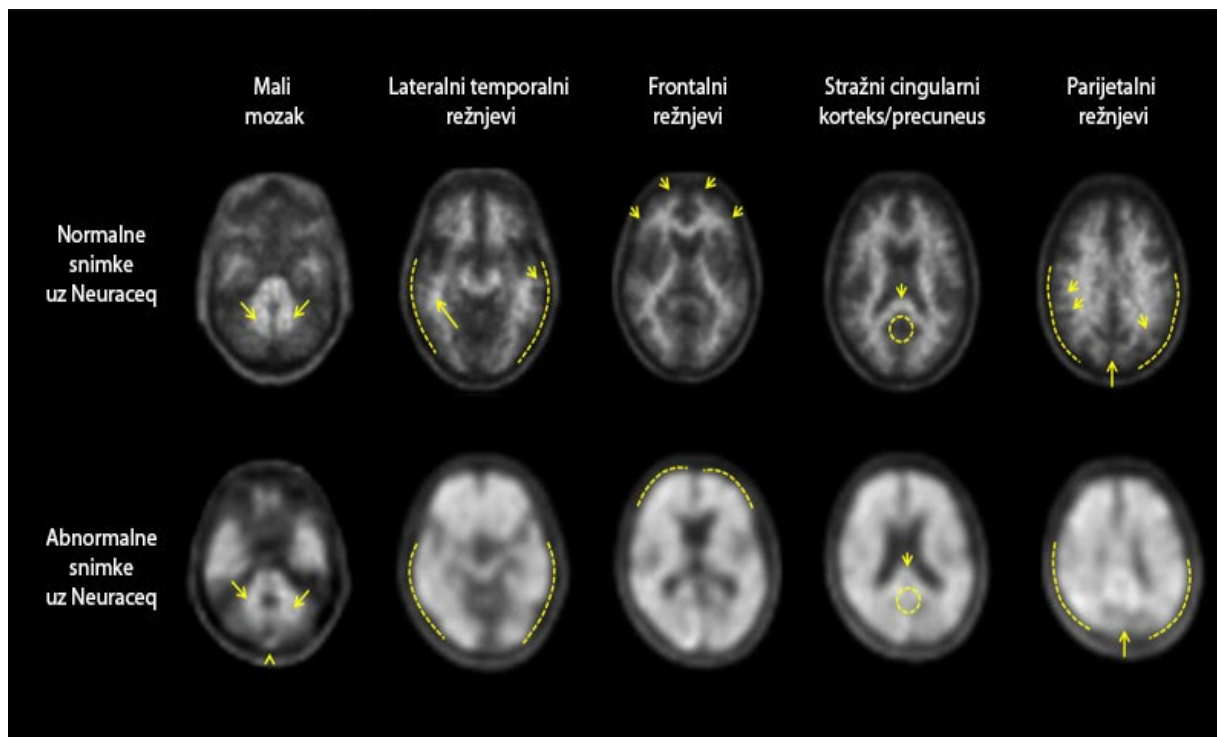 Mali
mozak
Lateralni temporalni
režnjevi
Frontalni
režnjevi
Stražni cingularni
korteks/precuneus
Parijetalni
režnjevi
Normalne
snimke
uz Neuraceq
Abnormalne
snimke
uz Neuraceq